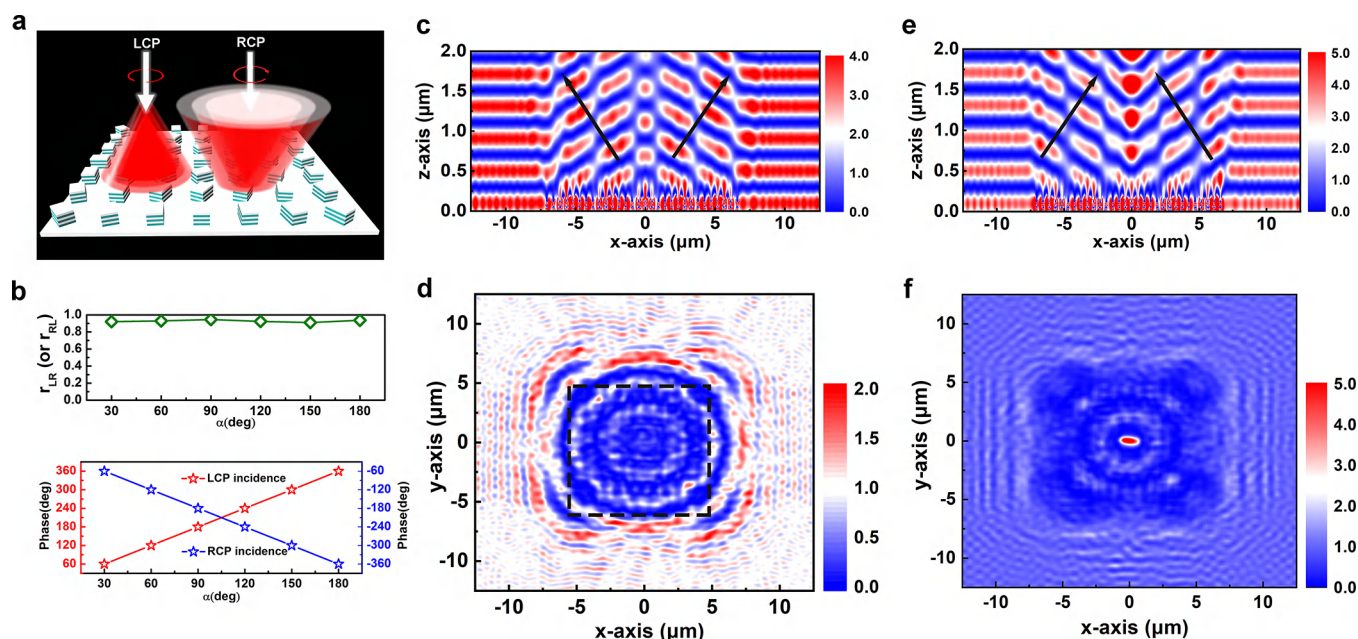 a
LCP
RCP
b
r_LR (or r_RL)
1.0
0.8
0.6
0.4
0.2
0.0
30 60 90 120 150 180
α(deg)
Phase(deg)
360
300
240
180
120
60
LCP incidence
RCP incidence
-60
-120
-180
-240
-300
-360
Phase(deg)
30 60 90 120 150 180
α(deg)
c
z-axis (μm)
2.0
1.5
1.0
0.5
0.0
-10 -5 0 5 10
x-axis (μm)
4.0
3.0
2.0
1.0
0.0
d
y-axis (μm)
10
5
0
-5
-10
-10 -5 0 5 10
x-axis (μm)
2.0
1.5
1.0
0.5
0.0
e
z-axis (μm)
2.0
1.5
1.0
0.5
0.0
-10 -5 0 5 10
x-axis (μm)
5.0
4.0
3.0
2.0
1.0
0.0
f
y-axis (μm)
10
5
0
-5
-10
-10 -5 0 5 10
x-axis (μm)
5.0
4.0
3.0
2.0
1.0
0.0